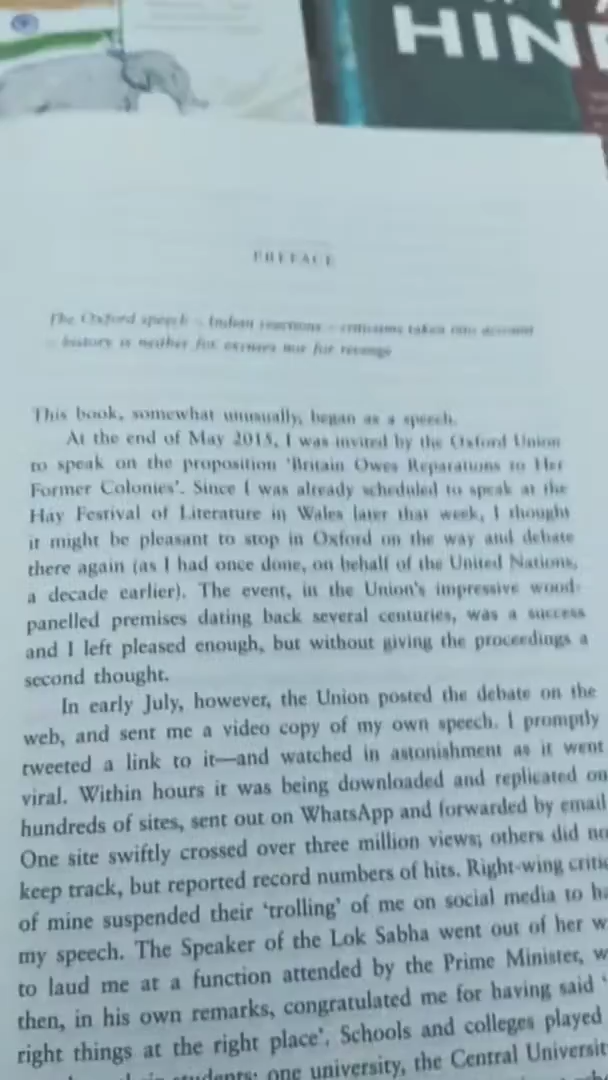 HIN
PREFACE
The Oxford speech – Indian reactions – criticisms taken into account
– history is neither for excuses nor for revenge
This book, somewhat unusually, began as a speech.
At the end of May 2015, I was invited by the Oxford Union
to speak on the proposition ‘Britain Owes Reparations to Her
Former Colonies’. Since I was already scheduled to speak at the
Hay Festival of Literature in Wales later that week, I thought
it might be pleasant to stop in Oxford on the way and debate
there again (as I had once done, on behalf of the United Nations,
a decade earlier). The event, in the Union's impressive wood-
panelled premises dating back several centuries, was a success
and I left pleased enough, but without giving the proceedings a
second thought.
In early July, however, the Union posted the debate on the
web, and sent me a video copy of my own speech. I promptly
tweeted a link to it—and watched in astonishment as it went
viral. Within hours it was being downloaded and replicated on
hundreds of sites, sent out on WhatsApp and forwarded by email
One site swiftly crossed over three million views; others did no
keep track, but reported record numbers of hits. Right-wing critic
of mine suspended their ‘trolling’ of me on social media to ha
my speech. The Speaker of the Lok Sabha went out of her w
to laud me at a function attended by the Prime Minister, w
then, in his own remarks, congratulated me for having said ‘
right things at the right place’. Schools and colleges played
students; one university, the Central Universit